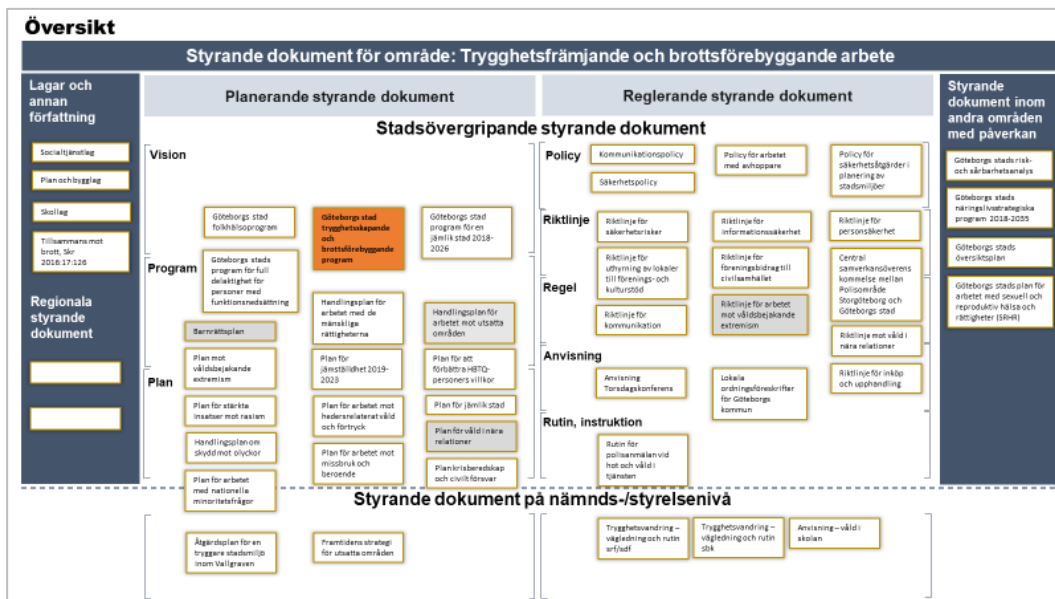 Översikt
Styrande dokument för område: Trygghetsfrämjande och brottsförebyggande arbete
Lagar och
annan
författning
Socialtjänstlag
Plan och bygglag
Skollag
Tillsammans mot
brott, Skr
2016:17:126
Regionala
styrande
dokument
Planerande styrande dokument
Reglerande styrande dokument
Stadsövergripande styrande dokument
Vision
Göteborg stad
folkhälsoprogram
Göteborg stad
trygghetsskapande
och
brottsförebyggande
program
Göteborgs stad
program för en
jämlik stad 2018-
2026
Program
Göteborgs stads
program för full
delaktighet för
personer med
funktionsnedsättning
Handlingsplan för
arbetet med de
mänskliga
rättigheterna
Handlingsplan för
arbetet mot utsatta
områden
Barnrättsplan
Plan mot
våldsbejakande
extremism
Plan för
jämställdhet 2019-
2023
Plan för att
förbättra HBTQ-
personers villkor
Plan
Plan för stärkta
insatser mot rasism
Plan för arbetet mot
hedersrelaterat våld
och förtryck
Plan för jämlik stad
Plan för våld i nära
relationer
Handlingsplan om
skydd mot olyckor
Plan för arbetet mot
missbruk och
beroende
Plan krisberedskap
och civilt försvar
Plan för arbetet
med nationella
minoritetsfrågor
Policy
Kommunikationspolicy
Säkerhetspolicy
Policy för arbetet
med avhoppare
Policy för
säkerhetsåtgärder i
planering av
stadsmiljöer
Riktlinje
Riktlinje för
säkerhetsrisker
Riktlinje för
informationssäkerhet
Riktlinje för
personsäkerhet
Riktlinje för
uthyrning av lokaler
till förenings- och
kulturstöd
Riktlinje för
föreningsbidrag till
civilsamhället
Central
samverkansöverens
kommelse mellan
Polisområde
Storgöteborg och
Göteborgs stad
Regel
Riktlinje för
kommunikation
Riktlinje för arbetet
mot våldsbejakande
extremism
Riktlinje mot våld i
nära relationer
Anvisning
Riktlinje för inköp
och upphandling
Anvisning
Torsdagskonferens
Lokala
ordningsföreskrifter
för Göteborgs
kommun
Rutin, instruktion
Rutin för
polisanmälan vid
hot och våld i
tjänsten
Styrande
dokument inom
andra områden
med påverkan
Göteborgs stads risk-
och sårbarhetsanalys
Göteborgs stads
näringslivsstrategiska
program 2018-2035
Göteborgs stads
översiktsplan
Göteborgs stads plan för
arbetet med sexuell och
reproduktiv hälsa och
rättigheter (SRHR)
Styrande dokument på nämnds-/styrelsenivå
Åtgärdsplan för en
tryggare stadsmiljö
inom Vallgraven
Framtidens strategi
för utsatta områden
Trygghetsvandring –
vägledning och rutin
srf/sdf
Trygghetsvandring –
vägledning och rutin
sbk
Anvisning – våld i
skolan